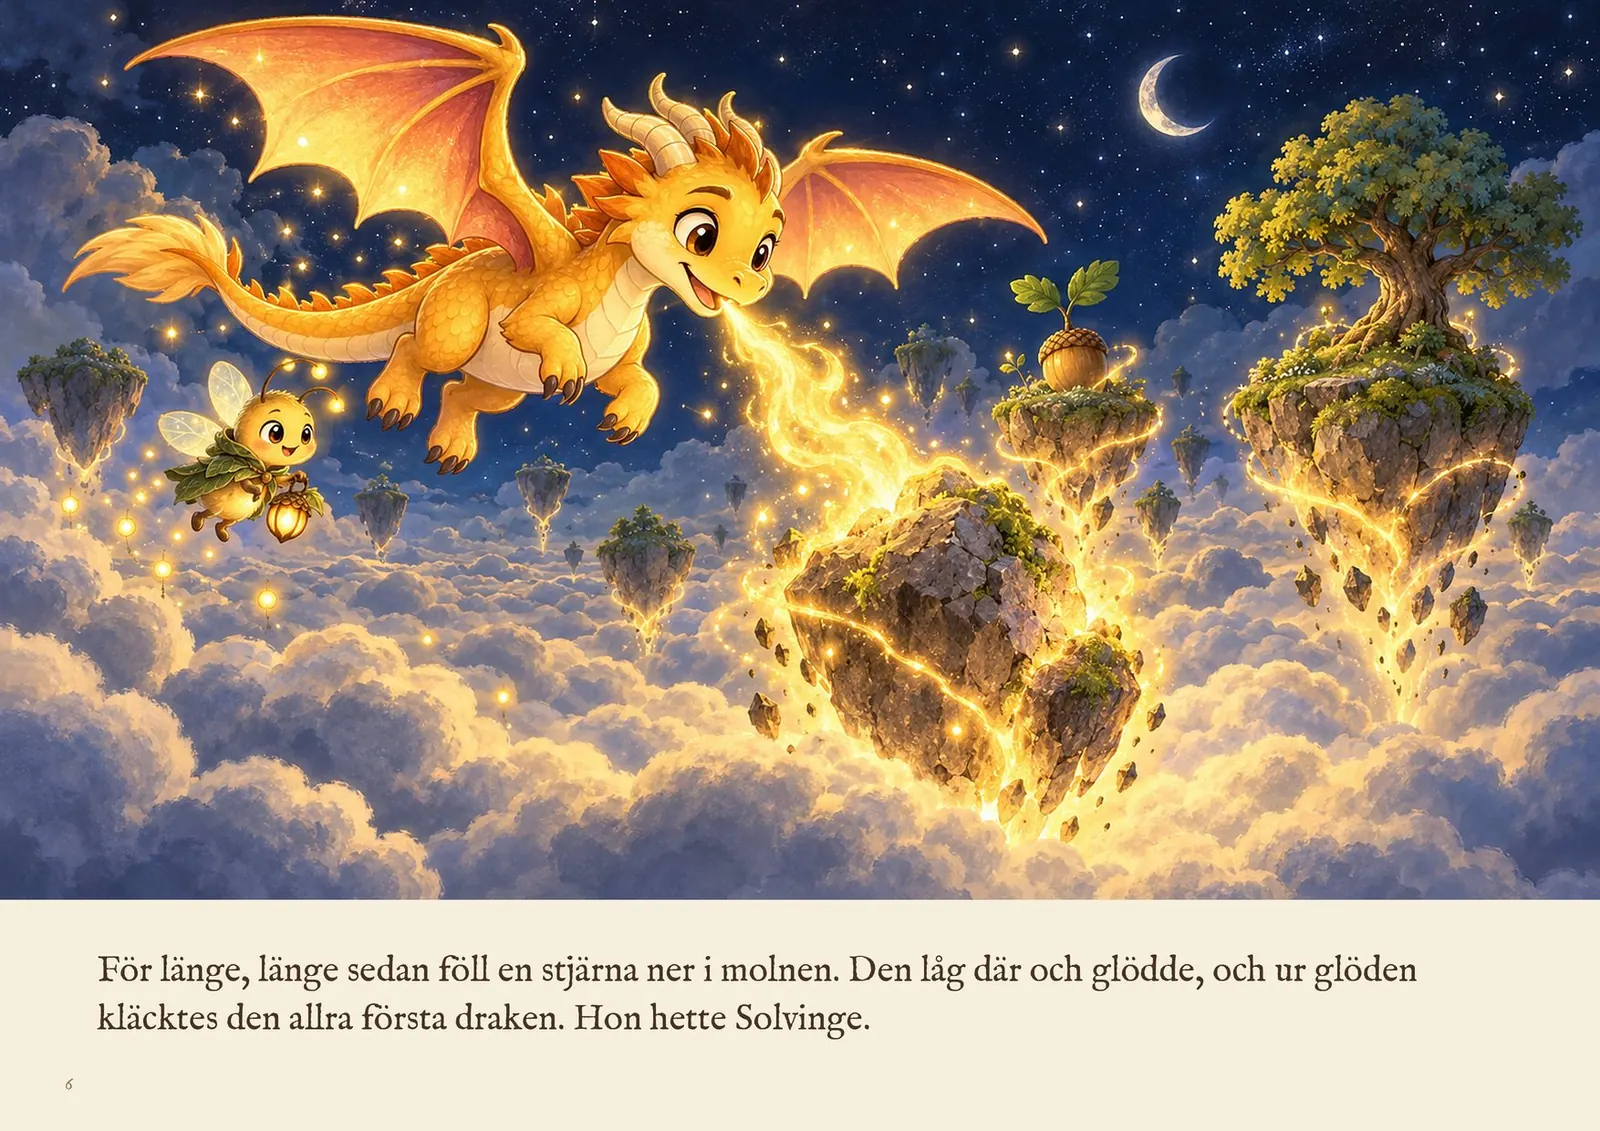 För länge, länge sedan föll en stjärna ner i molnen. Den låg där och glödde, och ur glöden
kläcktes den allra första draken. Hon hette Solvinge.
6